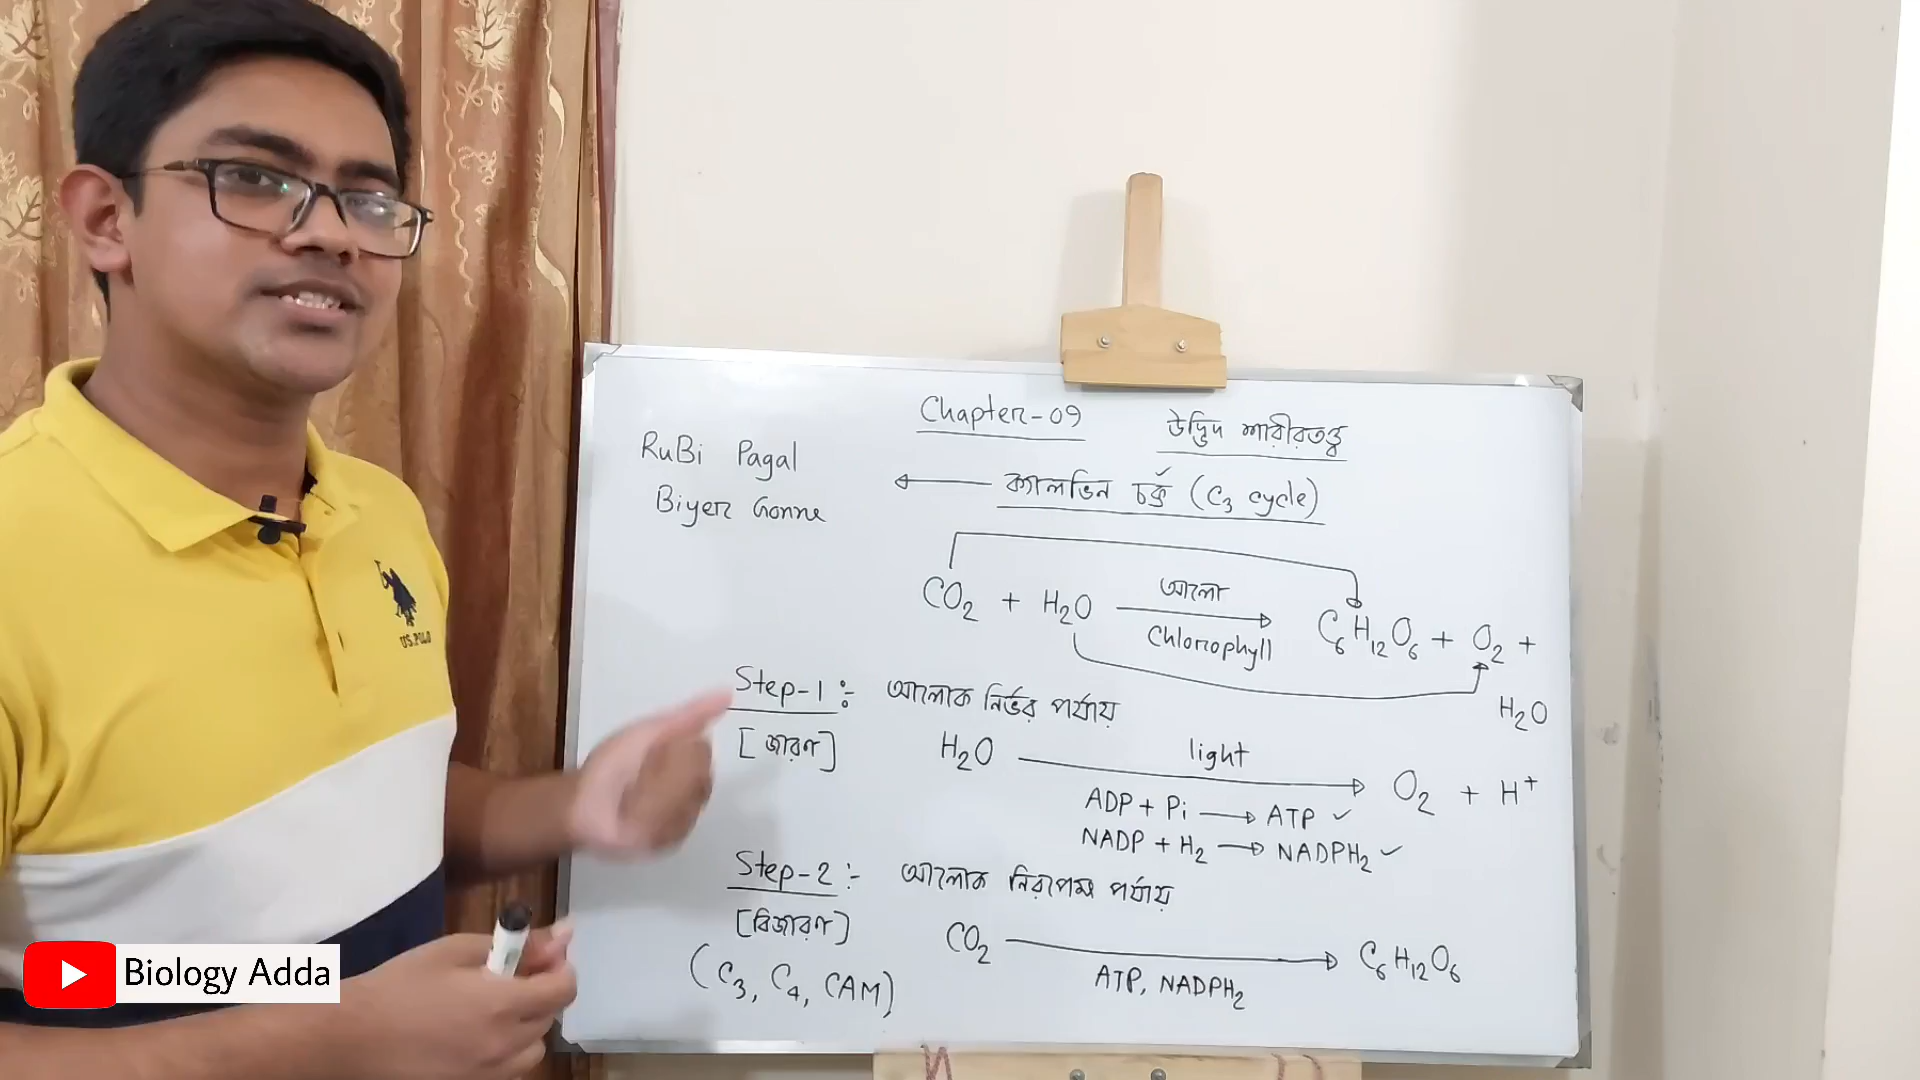 Chapter-09 উদ্ভিদ শারীরতত্ত্ব
RuBi Pagal
Biyer Gonne
ক্যালভিন চক্র (C₃ cycle)
CO₂ + H₂O আলো Chlorophyll C₆H₁₂O₆ + O₂ +
H₂O
Step-1 :- আলোক নির্ভর পর্যায়
[জারণ] H₂O light → O₂ + H⁺
ADP + Pi → ATP ✓
NADP + H₂ → NADPH₂ ✓
Step-2 :- আলোক নিরপেক্ষ পর্যায়
[বিজারণ]
CO₂ → C₆H₁₂O₆
ATP, NADPH₂
(C₃, C₄, CAM)
U.S. POLO
Biology Adda